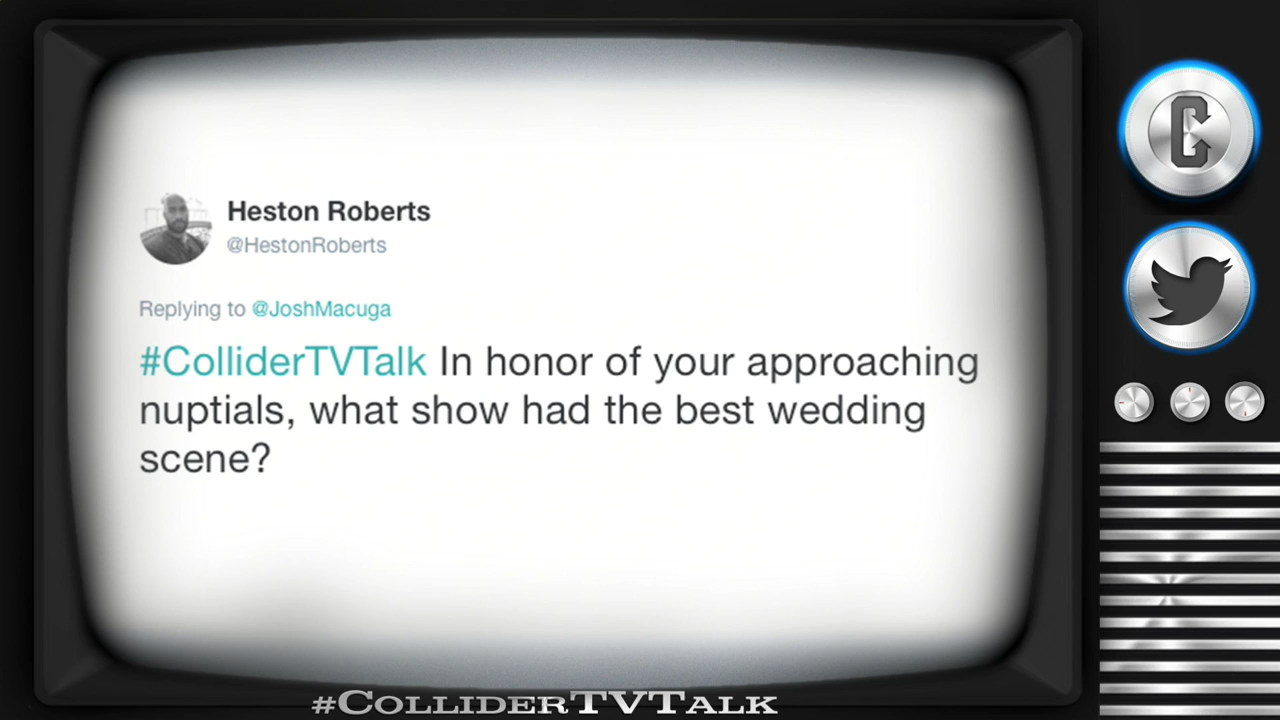 Heston Roberts
@HestonRoberts
Replying to @JoshMacuga
#ColliderTVTalk In honor of your approaching
nuptials, what show had the best wedding
scene?
#ColliderTVTalk